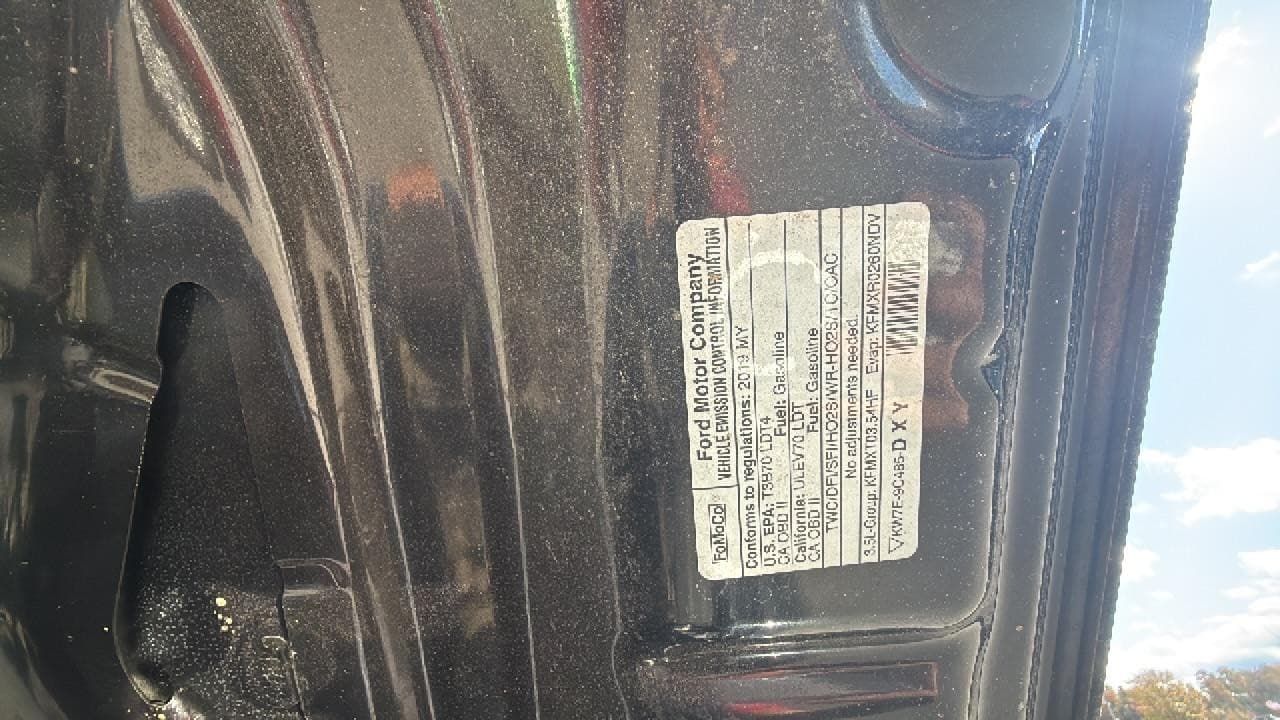 FoMoCo
Ford Motor Company
VEHICLE EMISSION CONTROL INFORMATION
Conforms to regulations: 2019 MY
U.S. EPA: T3B70 LDT4
CA OBD II Fuel: Gasoline
California: ULEV70 LDT
CA OBD II Fuel: Gasoline
TWC/DFI/SFI/HO2S/WR-HO2S/TC/CAC
No adjustments needed.
3.5L-Group: KFMXT03.54HF Evap: KFMXR0260NDV
KW7E-9C485-D X Y